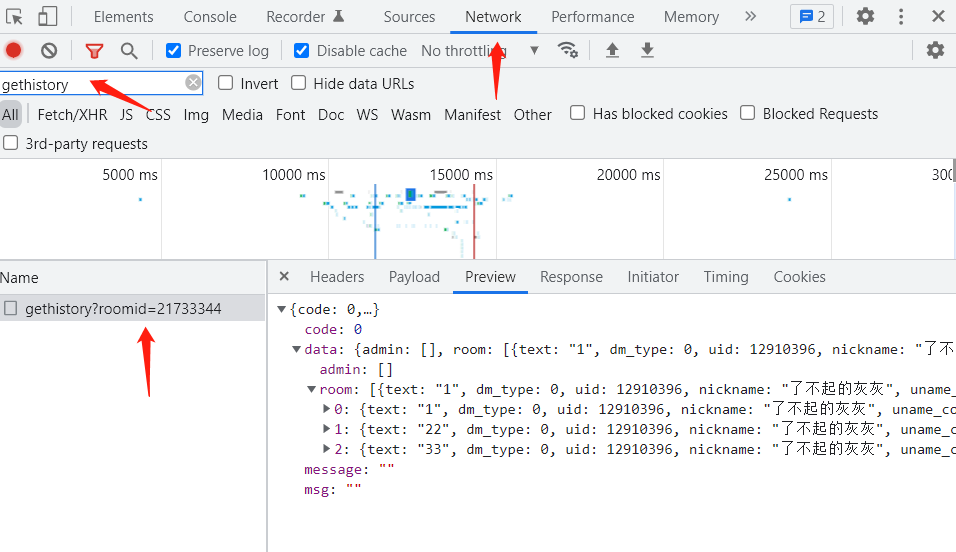 Elements Console Recorder Sources Network Performance Memory 2
Preserve log Disable cache No throttling
gethistory Invert Hide data URLs
All Fetch/XHR JS CSS Img Media Font Doc WS Wasm Manifest Other Has blocked cookies Blocked Requests
3rd-party requests
5000 ms 10000 ms 15000 ms 20000 ms 25000 ms 300
Name Headers Payload Preview Response Initiator Timing Cookies
gethistory?roomid=21733344
{code: 0,…}
code: 0
data: {admin: [], room: [{text: "1", dm_type: 0, uid: 12910396, nickname: "了不
admin: []
room: [{text: "1", dm_type: 0, uid: 12910396, nickname: "了不起的灰灰", uname_
0: {text: "1", dm_type: 0, uid: 12910396, nickname: "了不起的灰灰", uname_co
1: {text: "22", dm_type: 0, uid: 12910396, nickname: "了不起的灰灰", uname_c
2: {text: "33", dm_type: 0, uid: 12910396, nickname: "了不起的灰灰", uname_c
message: ""
msg: ""